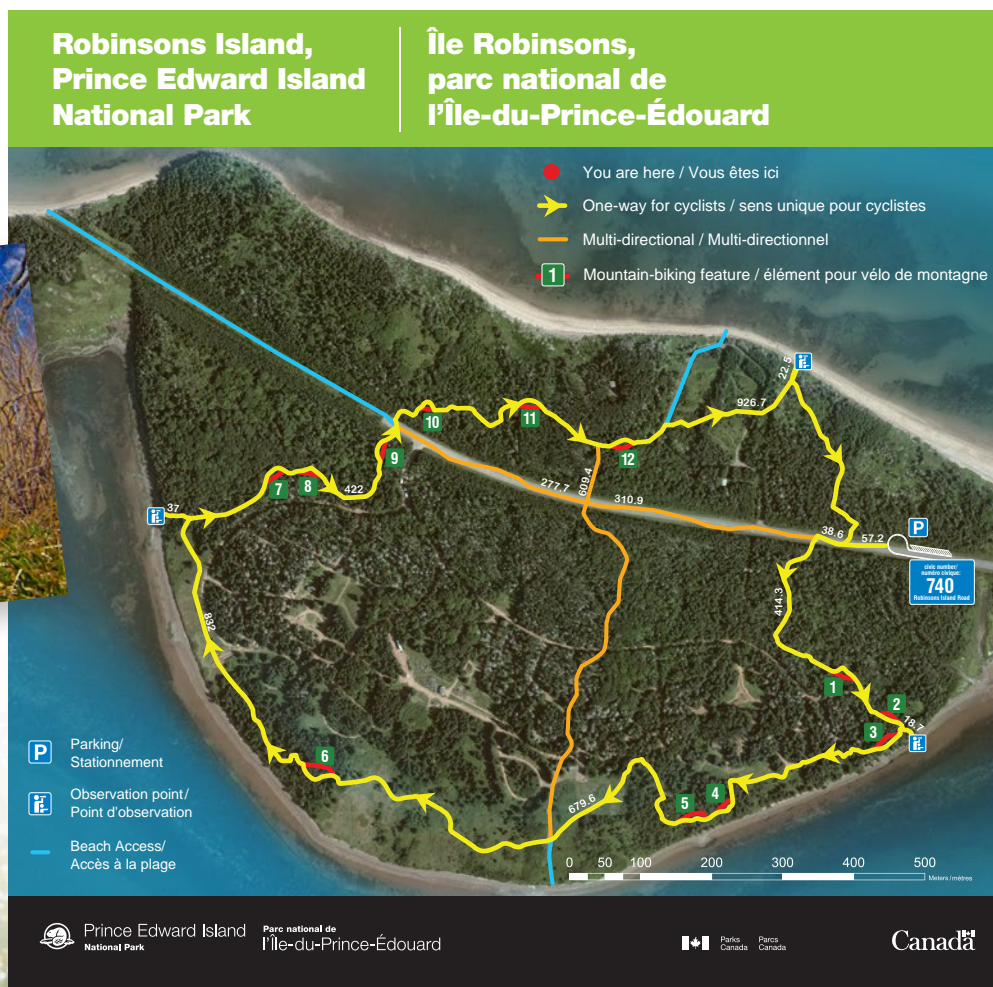 Robinsons Island,
Prince Edward Island
National Park
Île Robinsons,
parc national de
l'Île-du-Prince-Édouard
You are here / Vous êtes ici
One-way for cyclists / sens unique pour cyclistes
Multi-directional / Multi-directionnel
1 Mountain-biking feature / élément pour vélo de montagne
22.5
926.7
10
11
12
9
609.4
7
8
422
277.7
310.9
37
38.6
57.2
P
civic number/
numéro civique:
740
Robinsons Island Road
414.3
832
1
2
18.7
3
6
4
5
679.6
P Parking/
Stationnement
Observation point/
Point d'observation
Beach Access/
Accès à la plage
0 50 100 200 300 400 500
Meters/mètres
Prince Edward Island
National Park
Parc national de
l'Île-du-Prince-Édouard
Parks
Canada
Parcs
Canada
Canada